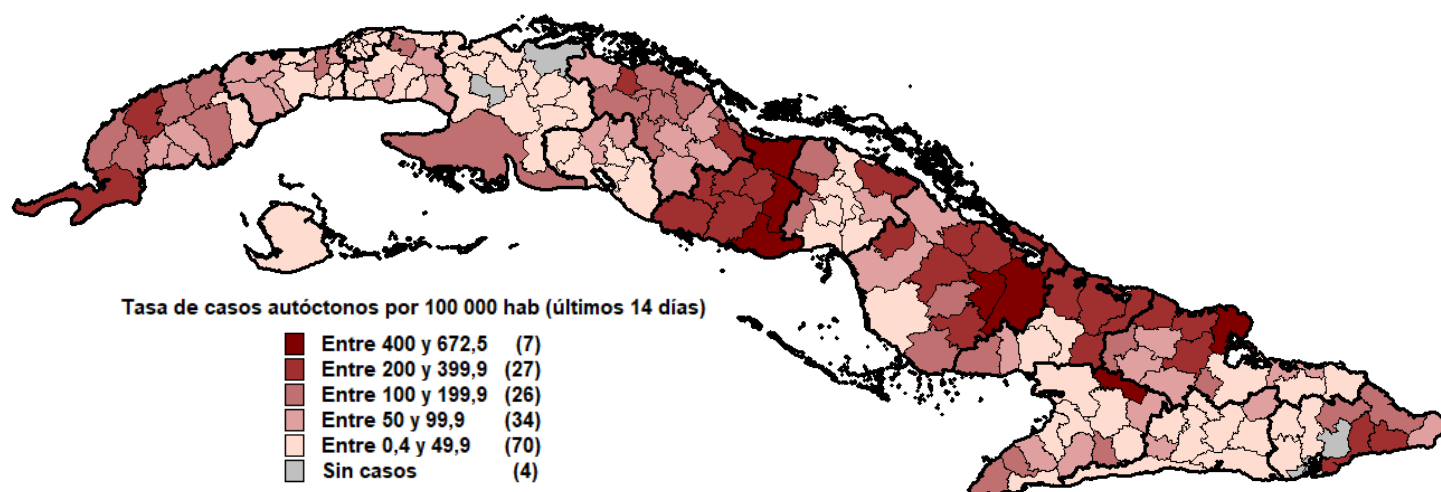 Tasa de casos autóctonos por 100 000 hab (últimos 14 días)
Entre 400 y 672,5 (7)
Entre 200 y 399,9 (27)
Entre 100 y 199,9 (26)
Entre 50 y 99,9 (34)
Entre 0,4 y 49,9 (70)
Sin casos (4)